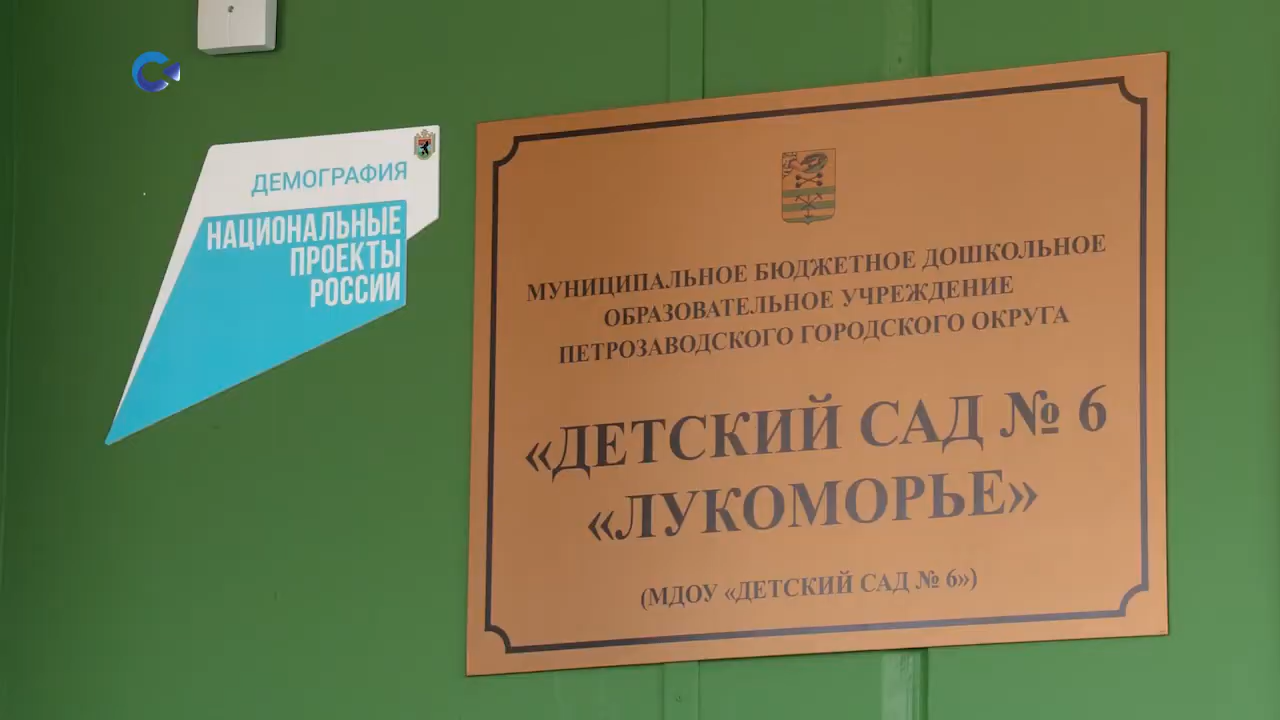 ДЕМОГРАФИЯ
НАЦИОНАЛЬНЫЕ
ПРОЕКТЫ
РОССИИ
МУНИЦИПАЛЬНОЕ БЮДЖЕТНОЕ ДОШКОЛЬНОЕ
ОБРАЗОВАТЕЛЬНОЕ УЧРЕЖДЕНИЕ
ПЕТРОЗАВОДСКОГО ГОРОДСКОГО ОКРУГА
«ДЕТСКИЙ САД № 6
«ЛУКОМОРЬЕ»
(МДОУ «ДЕТСКИЙ САД № 6»)